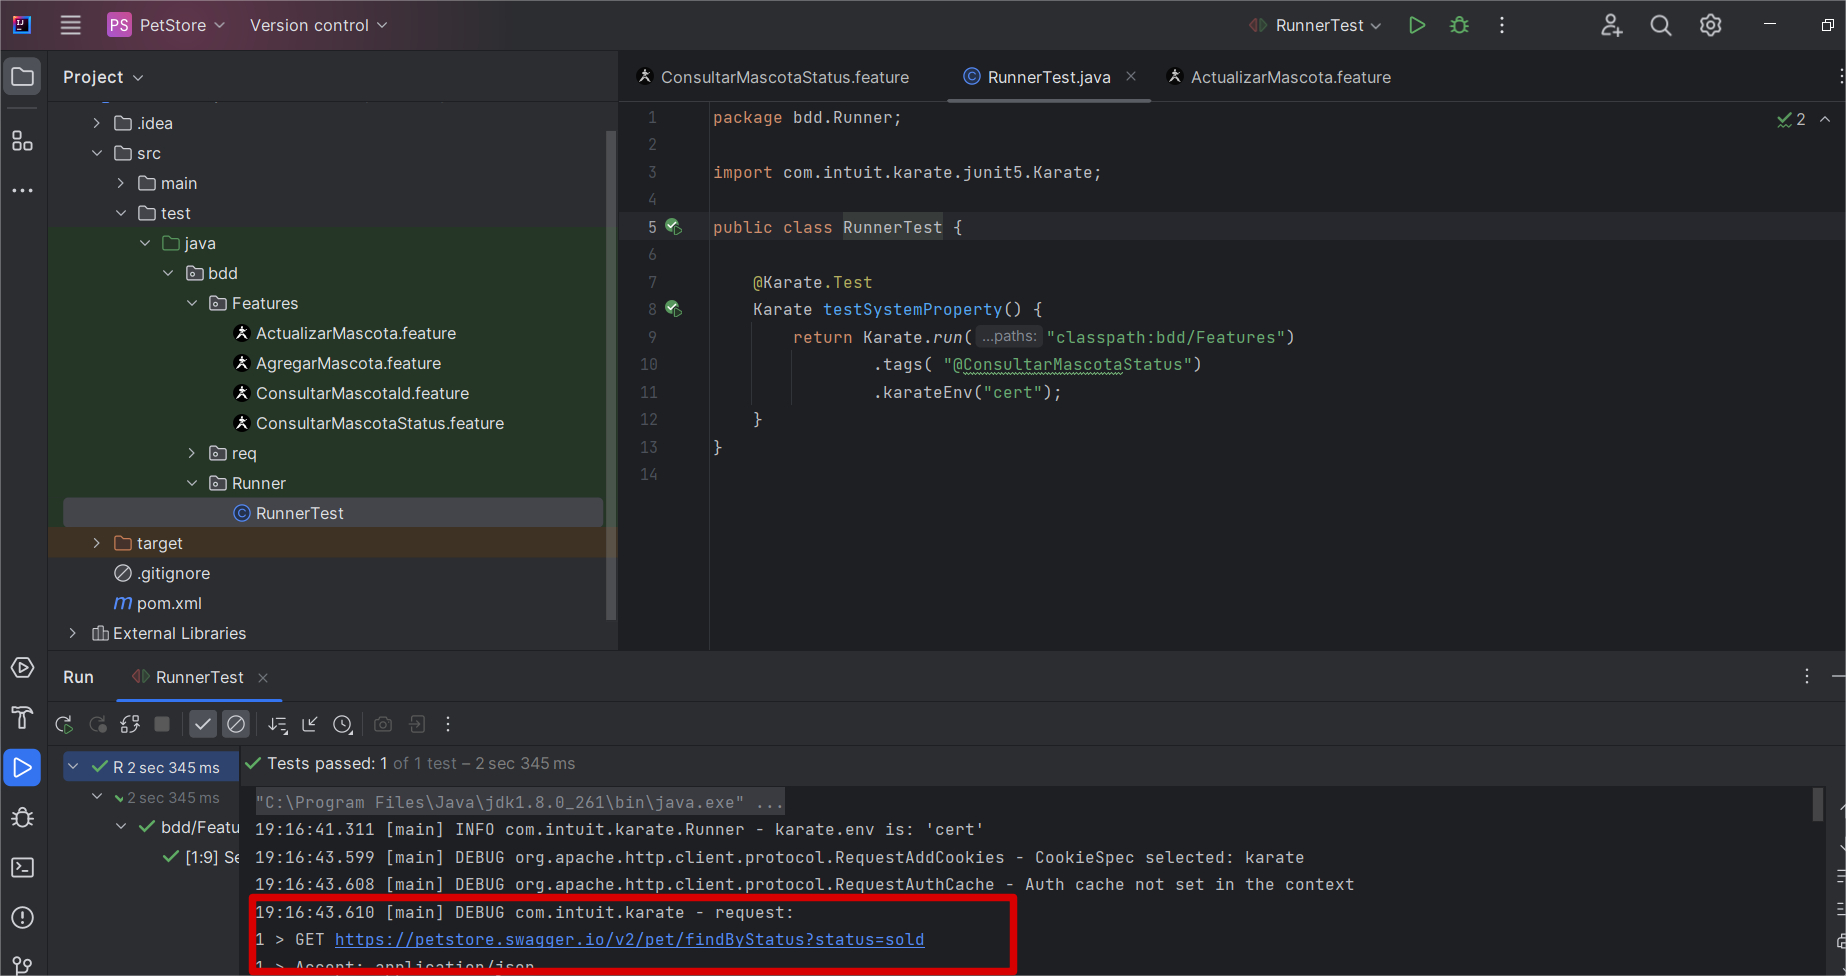 PS PetStore Version control RunnerTest
Project
.idea
src
main
test
java
bdd
Features
ActualizarMascota.feature
AgregarMascota.feature
ConsultarMascotaId.feature
ConsultarMascotaStatus.feature
req
Runner
RunnerTest
target
.gitignore
m pom.xml
External Libraries
ConsultarMascotaStatus.feature RunnerTest.java ActualizarMascota.feature
2
1 package bdd.Runner;
2
3 import com.intuit.karate.junit5.Karate;
4
5 public class RunnerTest {
6
7 @Karate.Test
8 Karate testSystemProperty() {
9 return Karate.run( ...paths: "classpath:bdd/Features")
10 .tags( "@ConsultarMascotaStatus")
11 .karateEnv("cert");
12 }
13 }
14
Run RunnerTest
R 2 sec 345 ms
2 sec 345 ms
bdd/Featu
[1:9] Se
Tests passed: 1 of 1 test – 2 sec 345 ms
"C:\Program Files\Java\jdk1.8.0_261\bin\java.exe" ...
19:16:41.311 [main] INFO com.intuit.karate.Runner - karate.env is: 'cert'
19:16:43.599 [main] DEBUG org.apache.http.client.protocol.RequestAddCookies - CookieSpec selected: karate
19:16:43.608 [main] DEBUG org.apache.http.client.protocol.RequestAuthCache - Auth cache not set in the context
19:16:43.610 [main] DEBUG com.intuit.karate - request:
1 > GET https://petstore.swagger.io/v2/pet/findByStatus?status=sold
1 > Accept: application/json